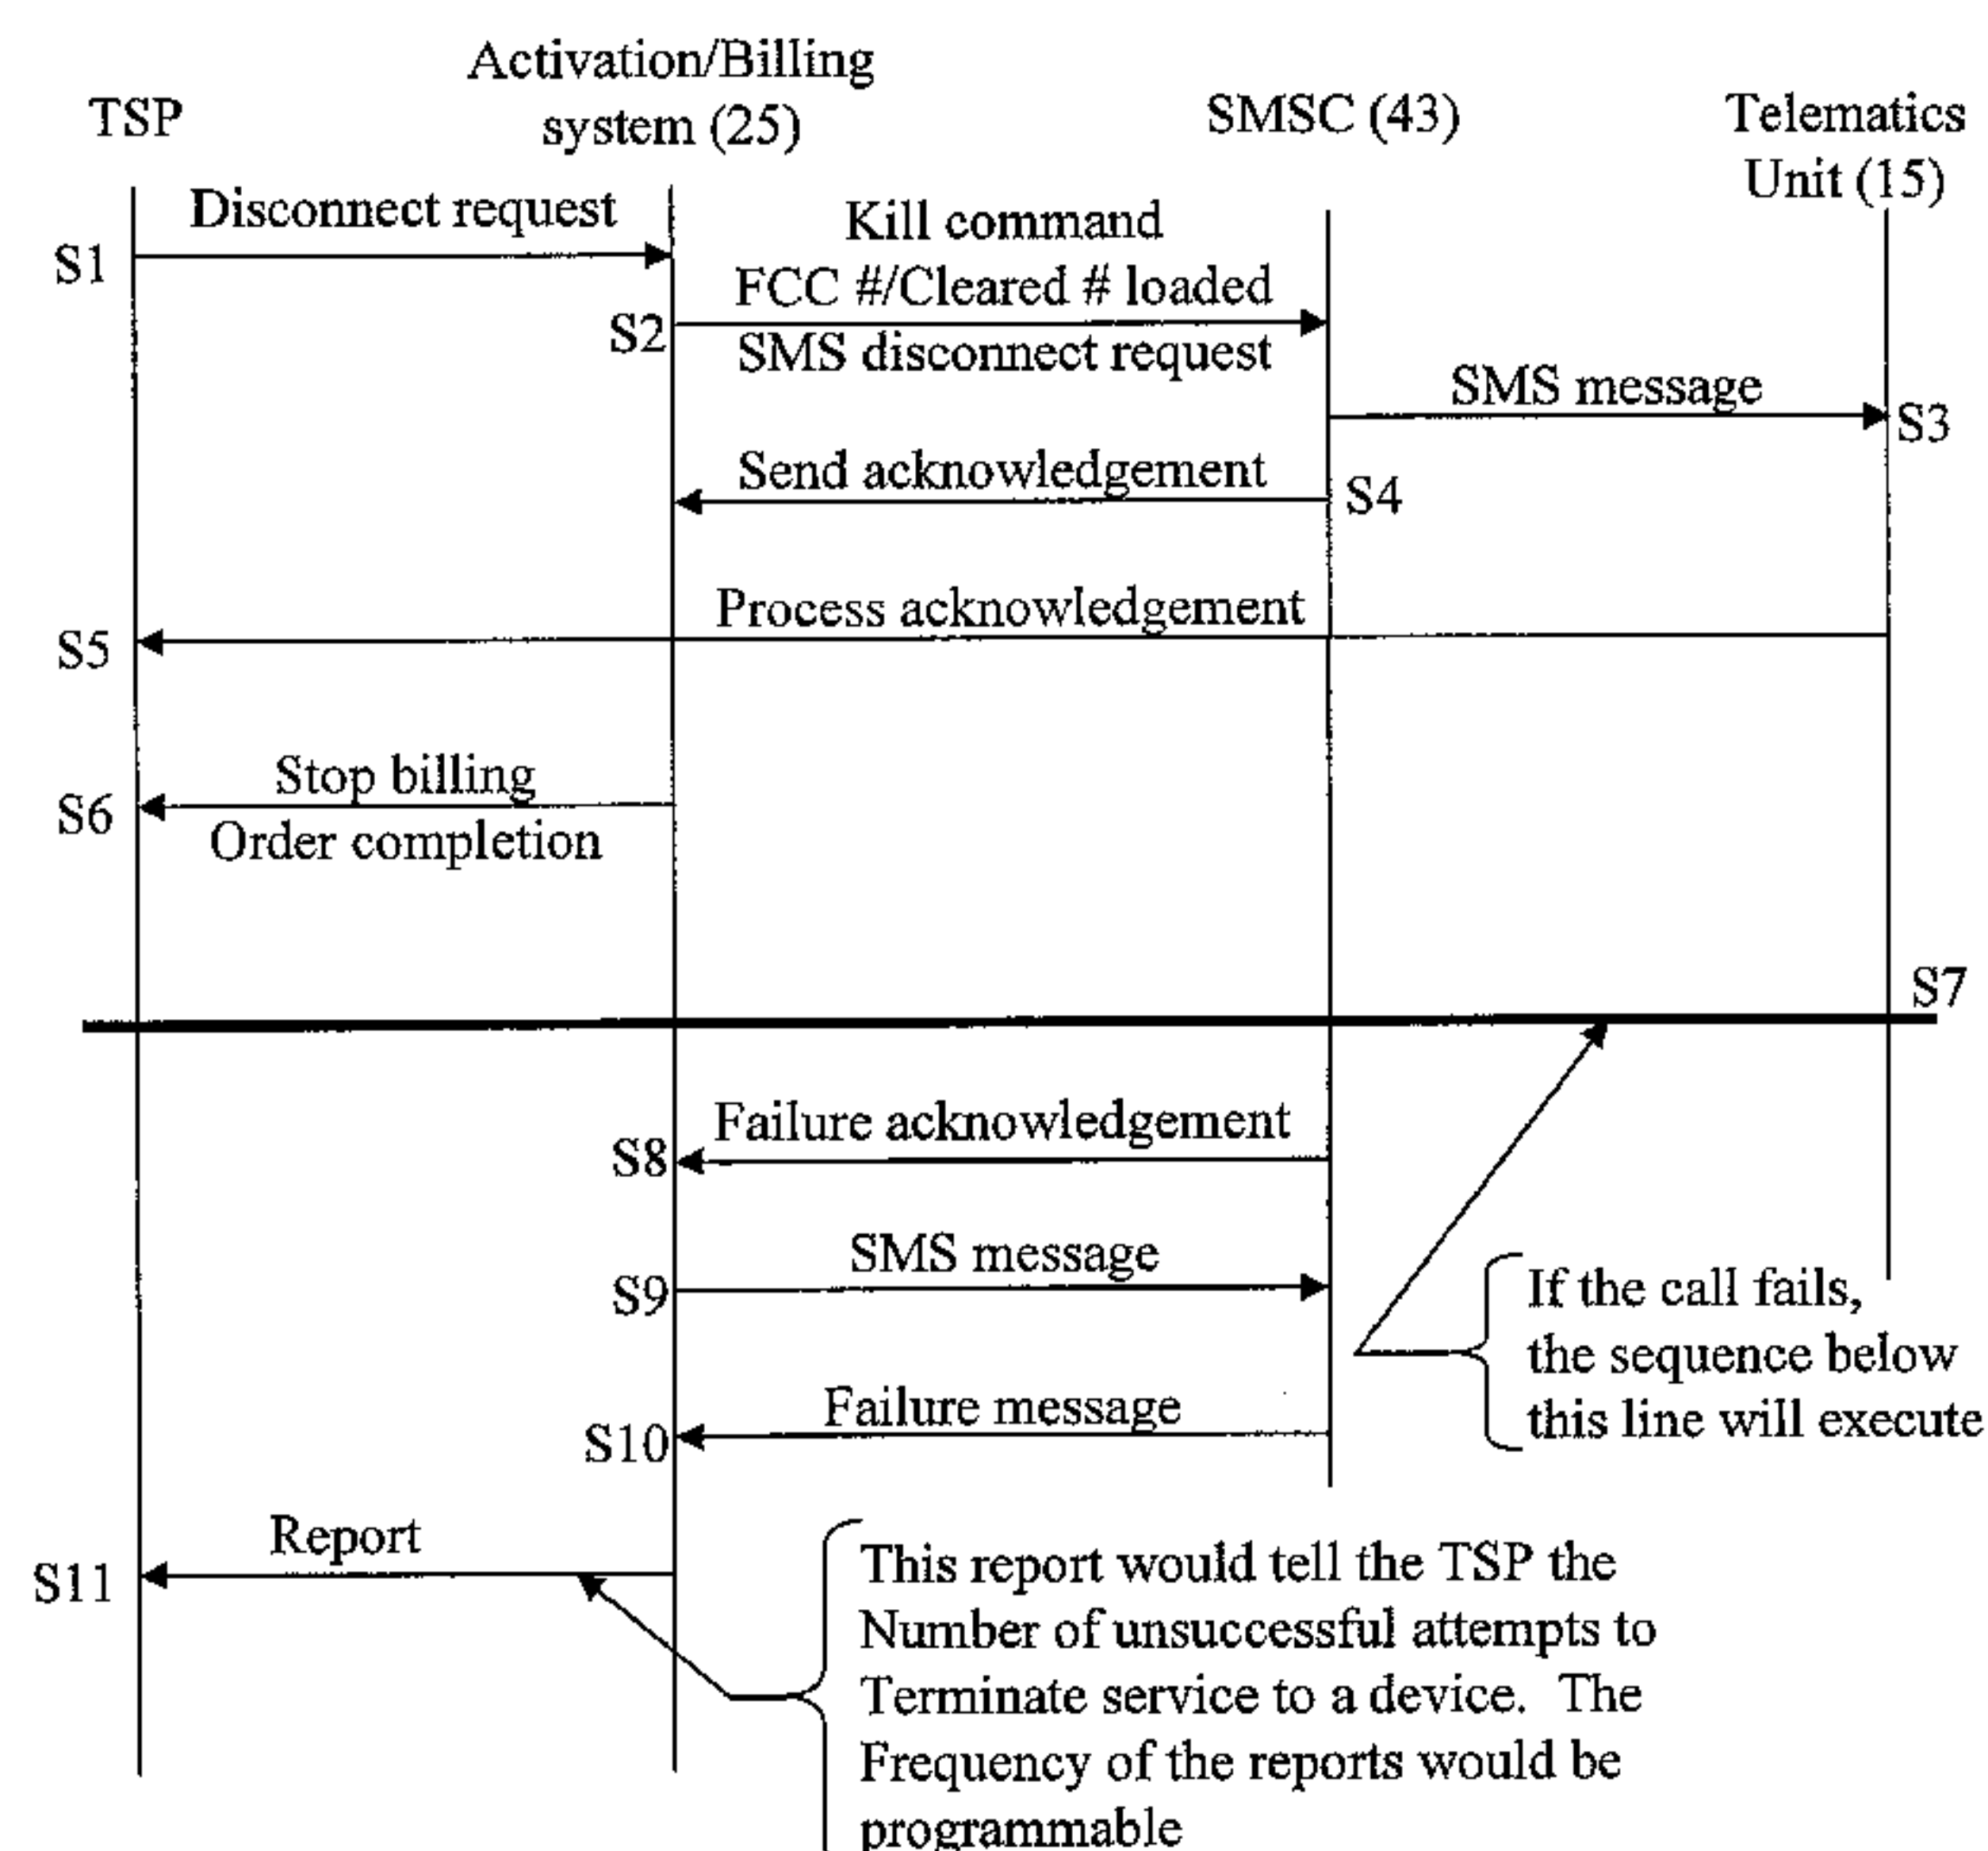 Activation/Billing
system (25)
TSP
SMSC (43)
Telematics
Unit (15)
Disconnect request
S1
Kill command
FCC #/Cleared # loaded
S2
SMS disconnect request
SMS message
S3
Send acknowledgement
S4
Process acknowledgement
S5
Stop billing
S6
Order completion
S7
Failure acknowledgement
S8
SMS message
S9
If the call fails,
the sequence below
this line will execute
Failure message
S10
Report
S11
This report would tell the TSP the
Number of unsuccessful attempts to
Terminate service to a device. The
Frequency of the reports would be
programmable